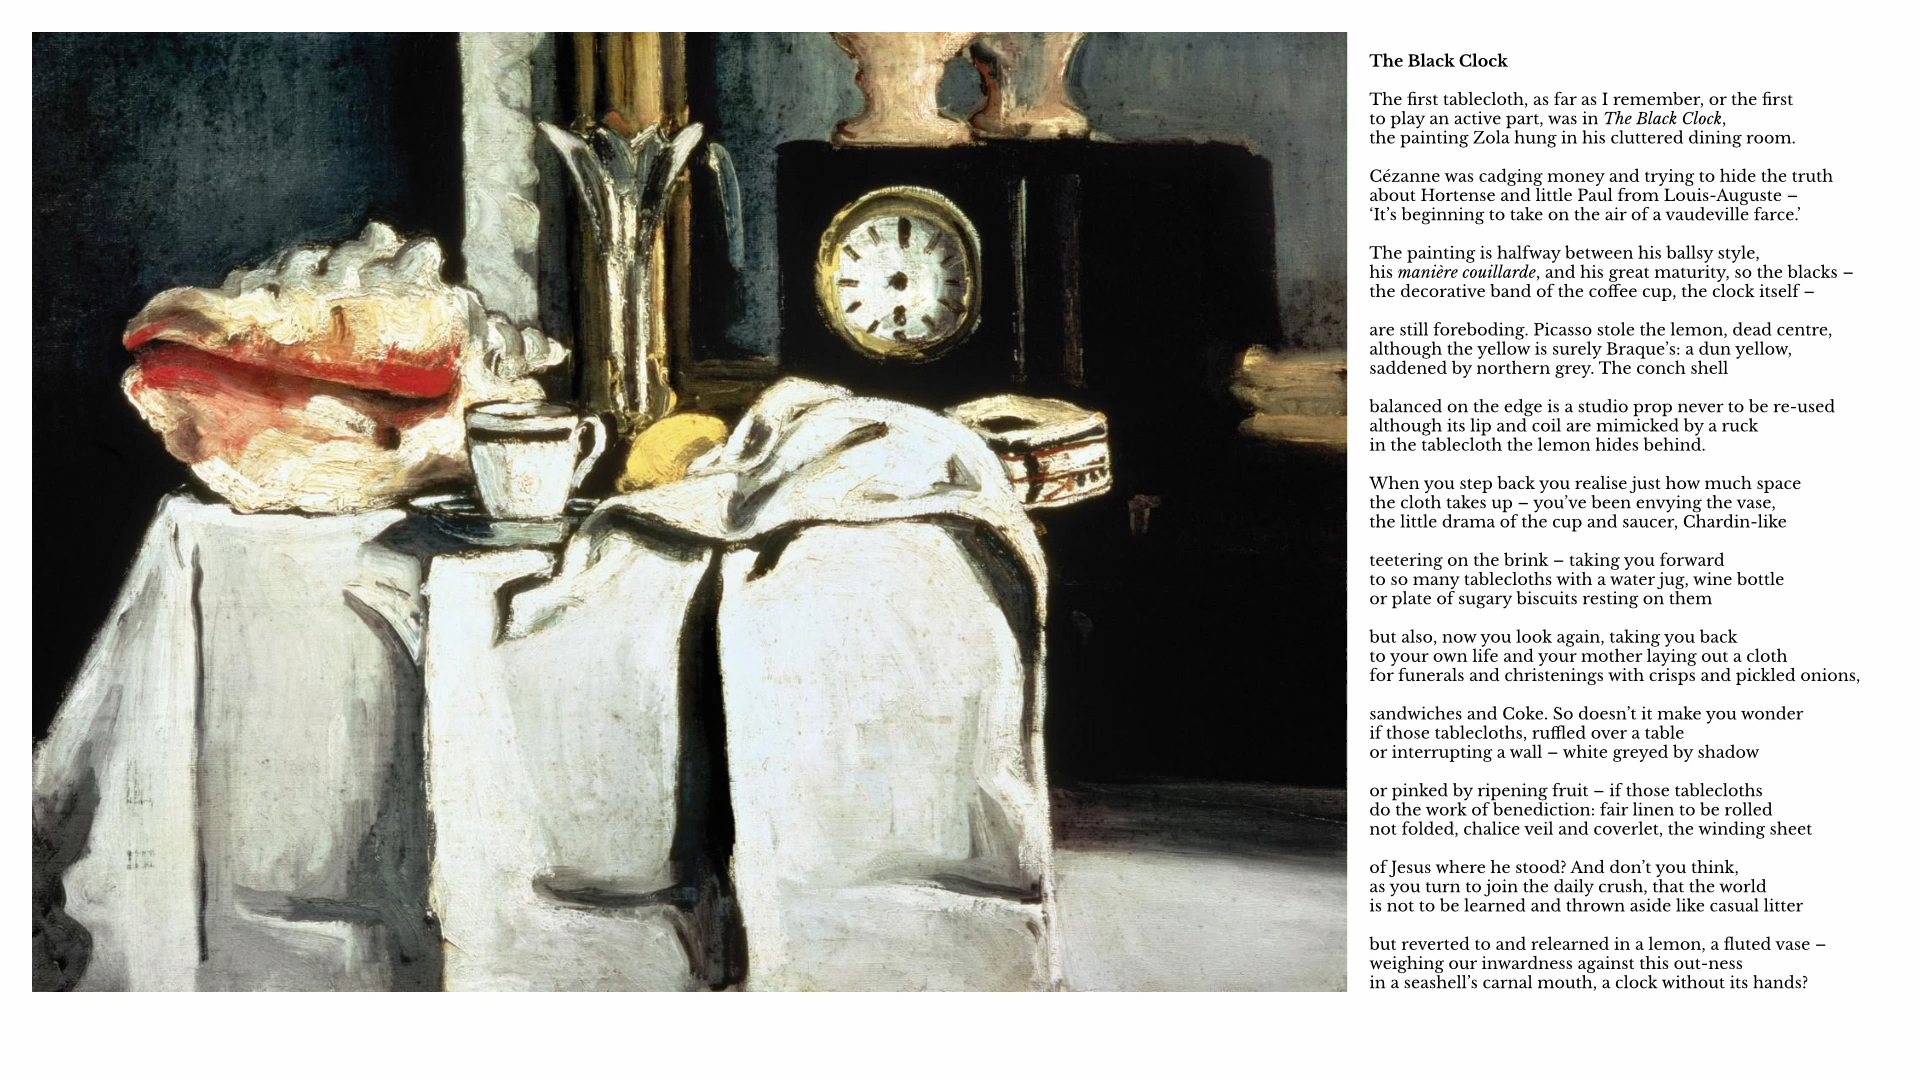 The Black Clock
The first tablecloth, as far as I remember, or the first
to play an active part, was in The Black Clock,
the painting Zola hung in his cluttered dining room.
Cézanne was cadging money and trying to hide the truth
about Hortense and little Paul from Louis-Auguste –
‘It’s beginning to take on the air of a vaudeville farce.’
The painting is halfway between his ballsy style,
his manière couillarde, and his great maturity, so the blacks –
the decorative band of the coffee cup, the clock itself –
are still foreboding. Picasso stole the lemon, dead centre,
although the yellow is surely Braque’s: a dun yellow,
saddened by northern grey. The conch shell
balanced on the edge is a studio prop never to be re-used
although its lip and coil are mimicked by a ruck
in the tablecloth the lemon hides behind.
When you step back you realise just how much space
the cloth takes up – you’ve been envying the vase,
the little drama of the cup and saucer, Chardin-like
teetering on the brink – taking you forward
to so many tablecloths with a water jug, wine bottle
or plate of sugary biscuits resting on them
but also, now you look again, taking you back
to your own life and your mother laying out a cloth
for funerals and christenings with crisps and pickled onions,
sandwiches and Coke. So doesn’t it make you wonder
if those tablecloths, ruffled over a table
or interrupting a wall – white greyed by shadow
or pinked by ripening fruit – if those tablecloths
do the work of benediction: fair linen to be rolled
not folded, chalice veil and coverlet, the winding sheet
of Jesus where he stood? And don’t you think,
as you turn to join the daily crush, that the world
is not to be learned and thrown aside like casual litter
but reverted to and relearned in a lemon, a fluted vase –
weighing our inwardness against this out-ness
in a seashell’s carnal mouth, a clock without its hands?